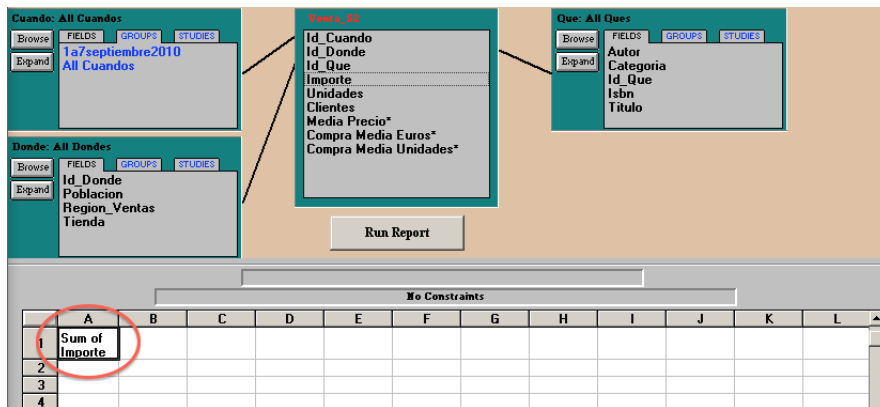 Cuando: All Cuandos
Browse
FIELDS GROUPS STUDIES
Expand
1a7septiembre2010
All Cuandos
Donde: All Dondes
Browse
FIELDS GROUPS STUDIES
Expand
Id_Donde
Poblacion
Region_Ventas
Tienda
Id_Cuando
Id_Donde
Id_Que
Importe
Unidades
Clientes
Media Precio*
Compra Media Euros*
Compra Media Unidades*
Que: All Ques
Browse
FIELDS GROUPS STUDIES
Expand
Autor
Categoria
Id_Que
Isbn
Titulo
Run Report
No Constraints
A B C D E F G H I J K L
1 Sum of
Importe
2
3
4